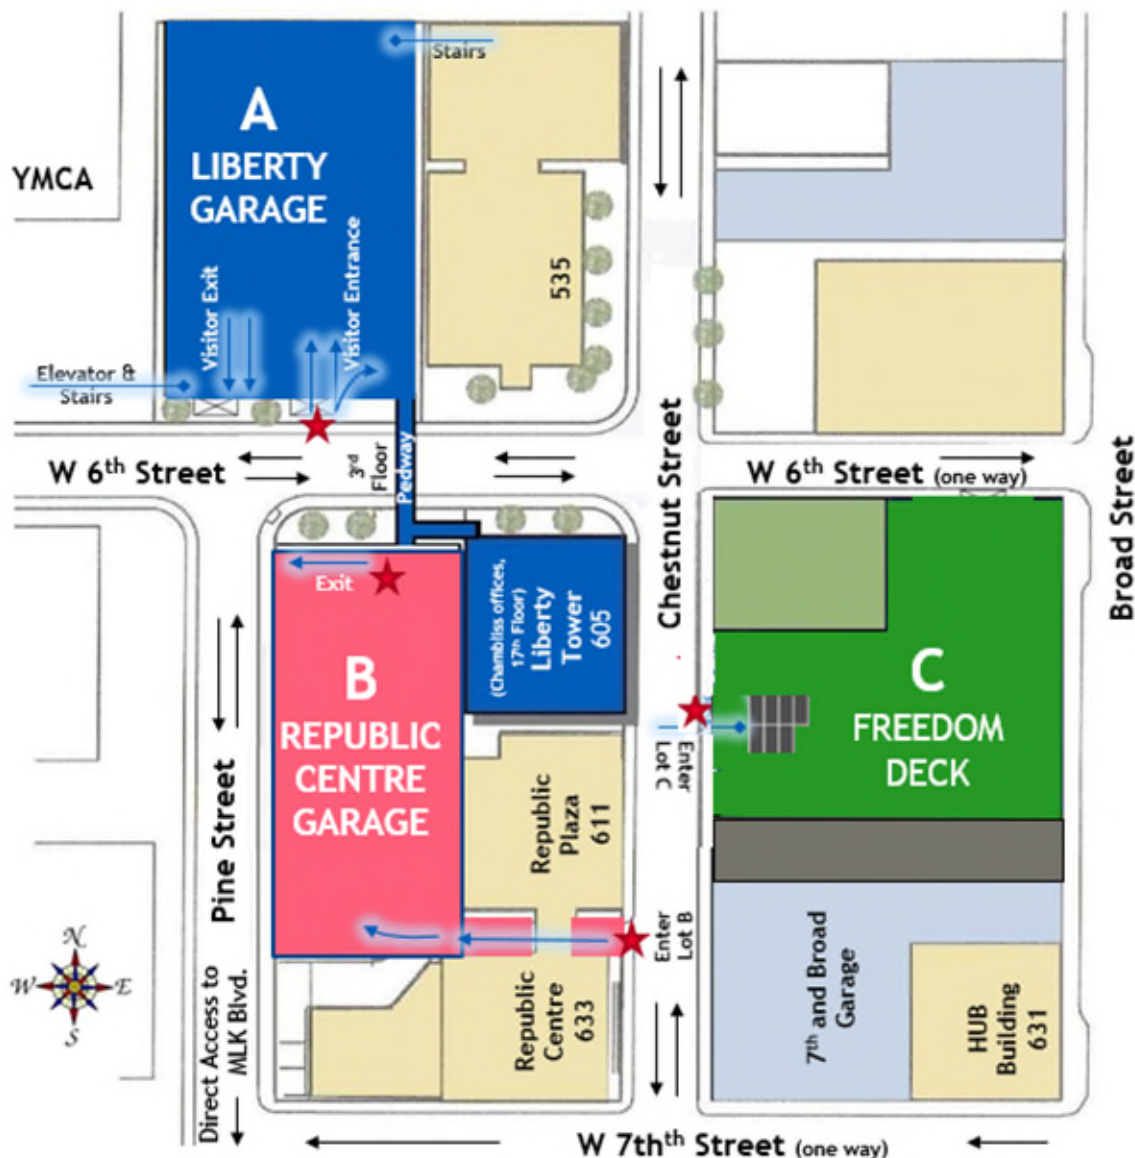 Stairs
A
LIBERTY
GARAGE
YMCA
Visitor Exit
Visitor Entrance
535
Elevator &
Stairs
W 6th Street
3rd
Floor
Pedway
Chestnut Street
W 6th Street (one way)
Broad Street
Exit
(Chambliss offices,
17th Floor)
Liberty
Tower
605
B
REPUBLIC
CENTRE
GARAGE
C
FREEDOM
DECK
Enter
Lot C
Pine Street
Republic
Plaza
611
Enter
Lot B
N
W
E
S
Direct Access to
MLK Blvd.
Republic
Centre
633
7th and Broad
Garage
HUB
Building
631
W 7thth Street (one way)